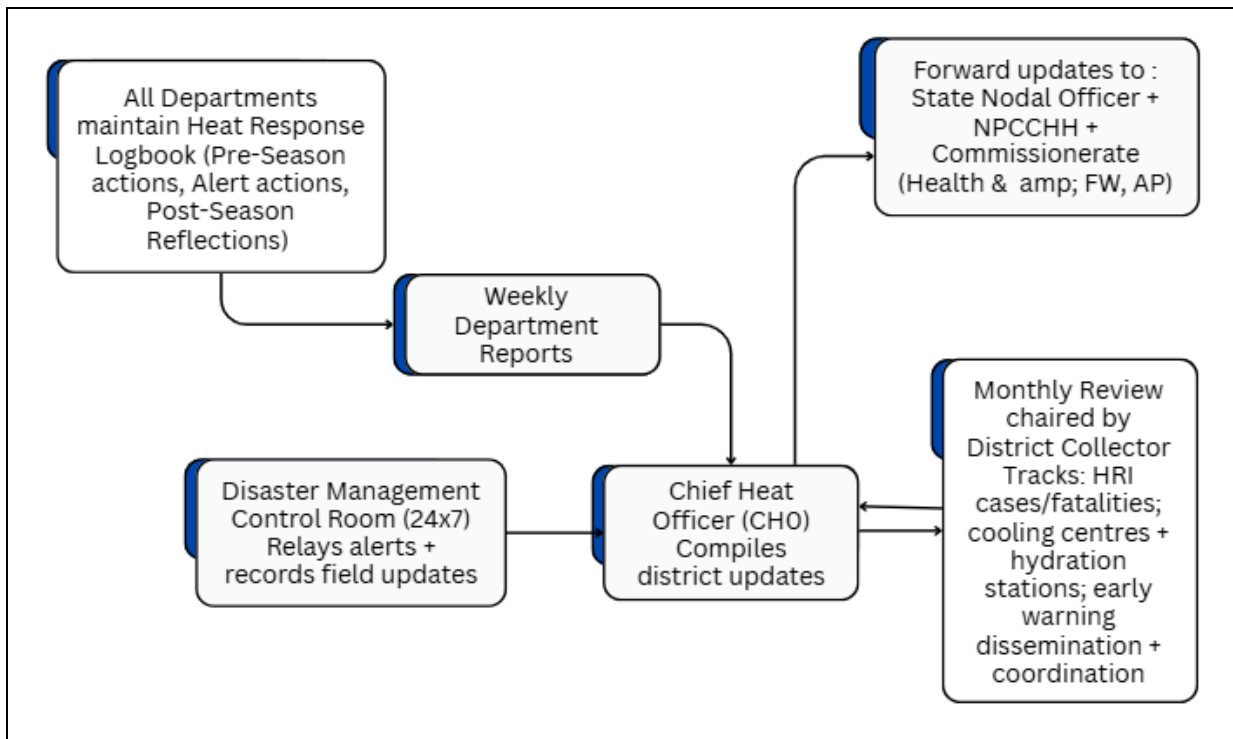 All Departments
maintain Heat Response
Logbook (Pre-Season
actions, Alert actions,
Post-Season
Reflections)
Forward updates to :
State Nodal Officer +
NPCCHH +
Commissionerate
(Health & amp; FW, AP)
Weekly
Department
Reports
Disaster Management
Control Room (24x7)
Relays alerts +
records field updates
Chief Heat
Officer (CH0)
Compiles
district updates
Monthly Review
chaired by
District Collector
Tracks: HRI
cases/fatalities;
cooling centres +
hydration
stations; early
warning
dissemination +
coordination